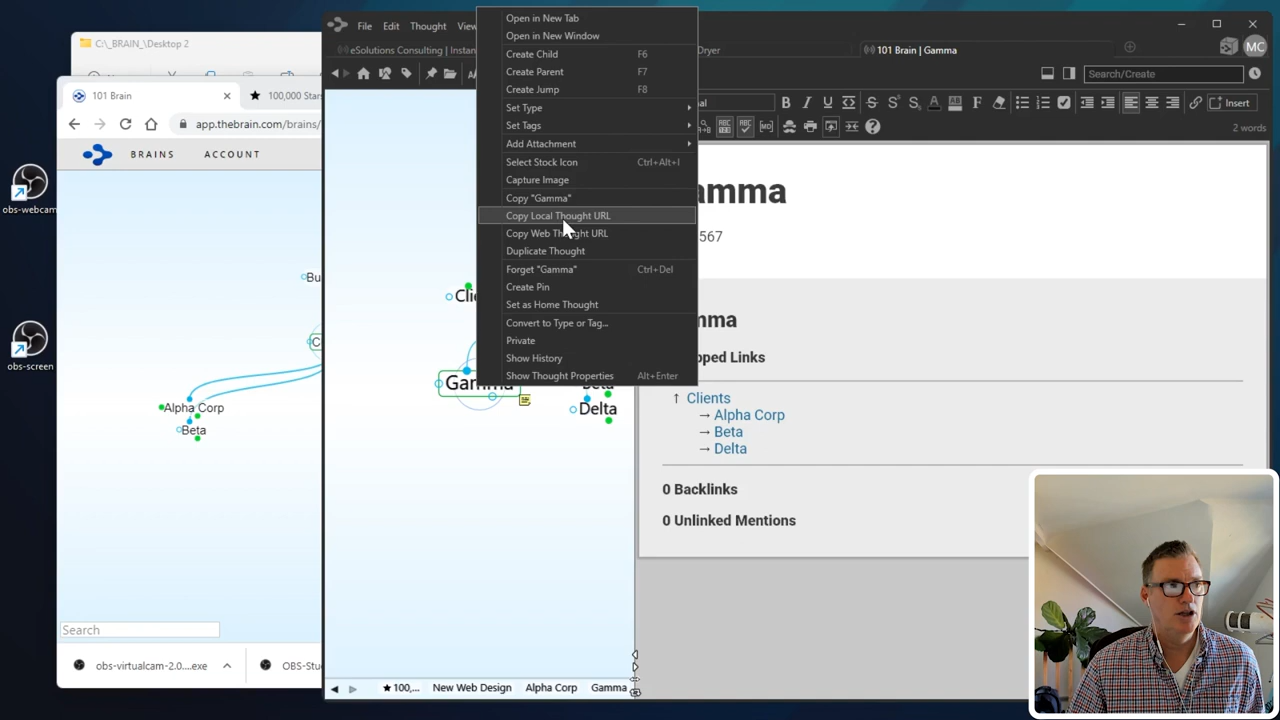 C:\_BRAIN_\Desktop 2
101 Brain
100,000 Stars
app.thebrain.com/brains/
BRAINS
ACCOUNT
obs-webcam
obs-screen
Bu
Alpha Corp
Beta
Search
obs-virtualcam-2.0....exe
OBS-Stu
File
Edit
Thought
View
eSolutions Consulting | Instan
Dryer
101 Brain | Gamma
MC
Search/Create
Insert
2 words
Open in New Tab
Open in New Window
Create Child F6
Create Parent F7
Create Jump F8
Set Type
Set Tags
Add Attachment
Select Stock Icon Ctrl+Alt+I
Capture Image
Copy "Gamma"
Copy Local Thought URL
Copy Web Thought URL
Duplicate Thought
Forget "Gamma" Ctrl+Del
Create Pin
Set as Home Thought
Convert to Type or Tag...
Private
Show History
Show Thought Properties Alt+Enter
Clie
Gamma
Beta
Delta
amma
567
mma
pped Links
Clients
→ Alpha Corp
→ Beta
→ Delta
0 Backlinks
0 Unlinked Mentions
100,...
New Web Design
Alpha Corp
Gamma